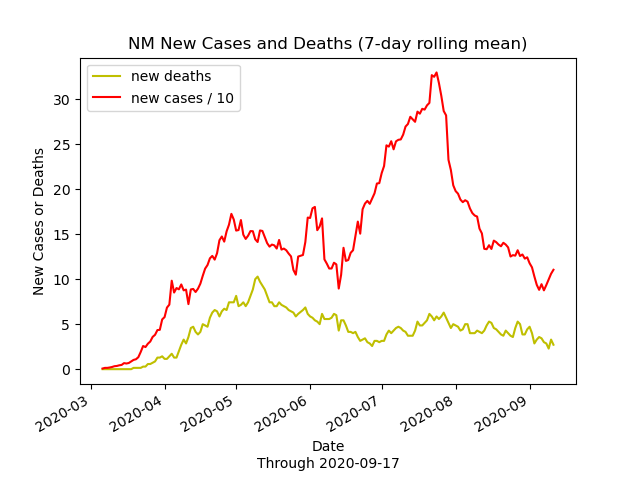 NM New Cases and Deaths (7-day rolling mean)
new deaths
new cases / 10
New Cases or Deaths
30
25
20
15
10
5
0
2020-03
2020-04
2020-05
2020-06
2020-07
2020-08
2020-09
Date
Through 2020-09-17